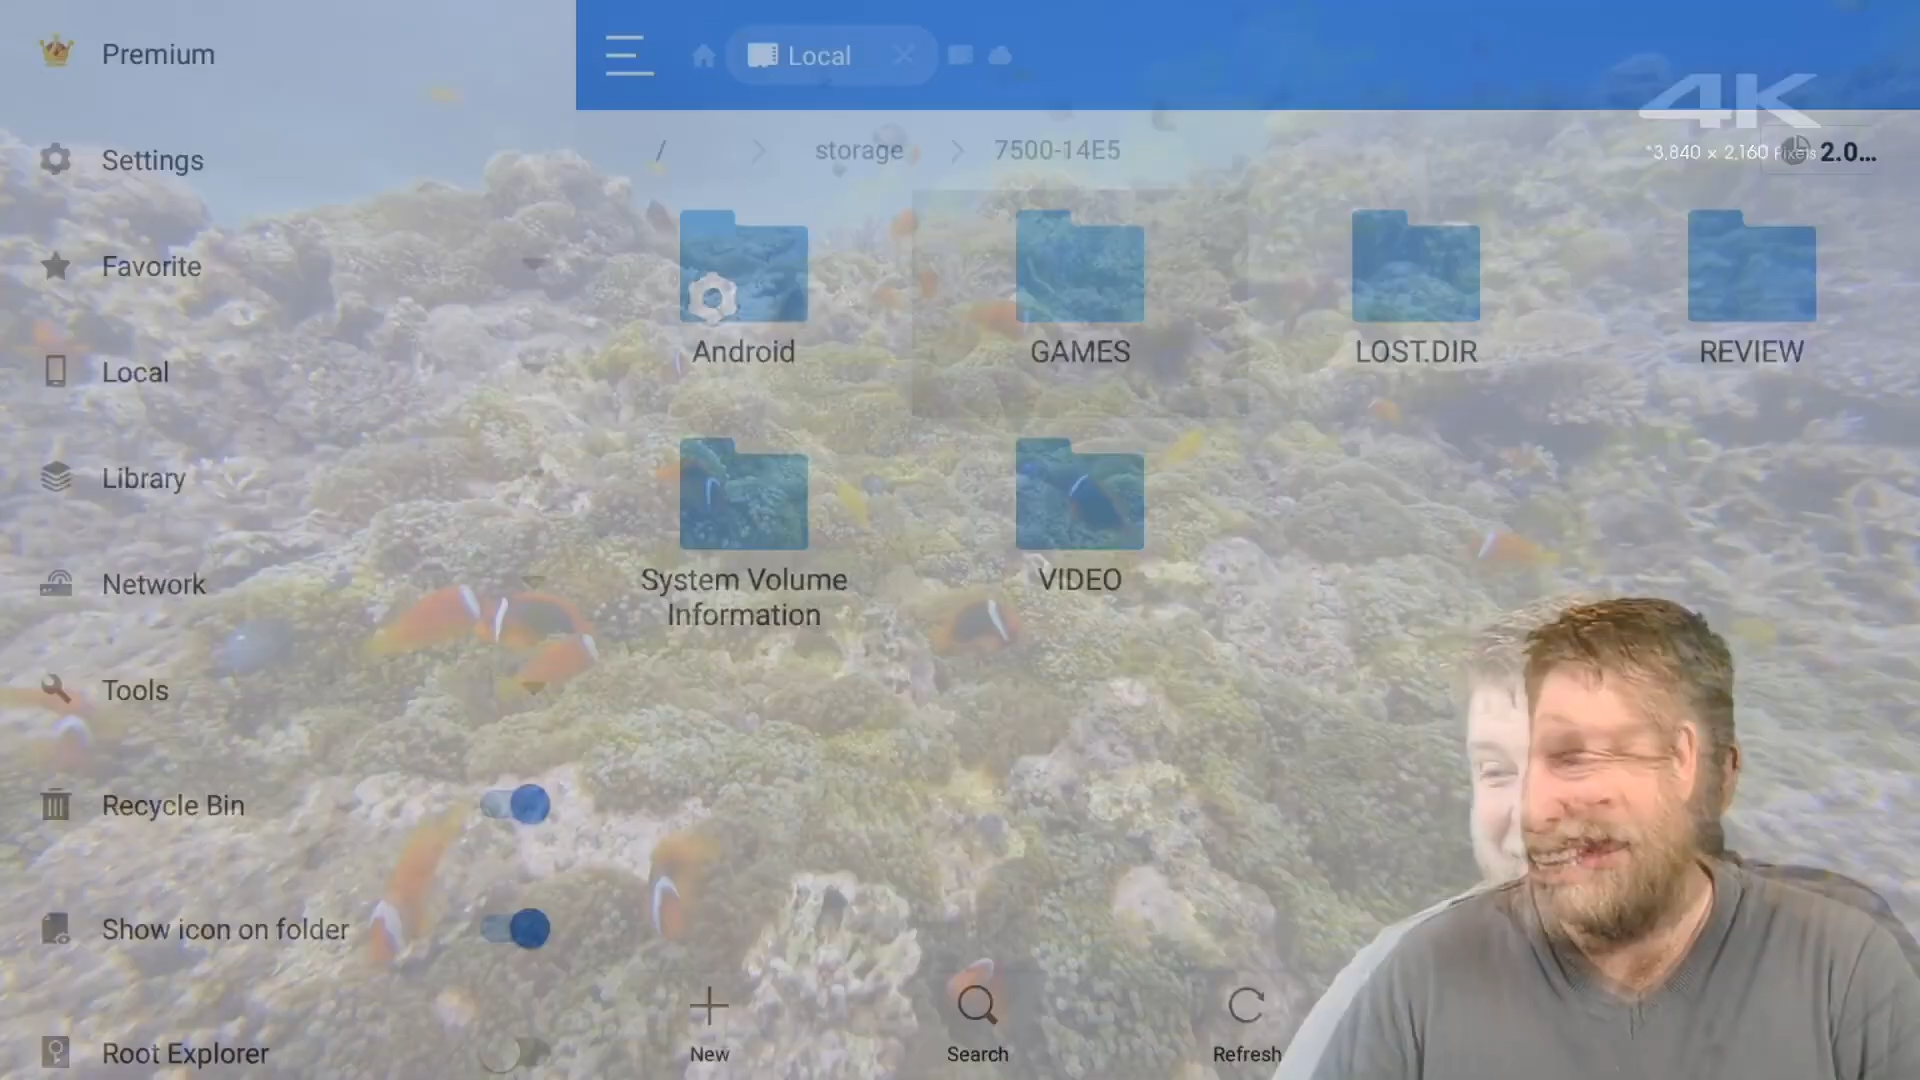 Premium
Settings
Favorite
Local
Library
Network
Tools
Recycle Bin
Show icon on folder
Root Explorer
Local
/ storage 7500-14E5
4K
*3,840 × 2,160 Pixels
2.0...
Android
GAMES
LOST.DIR
REVIEW
System Volume
Information
VIDEO
New
Search
Refresh